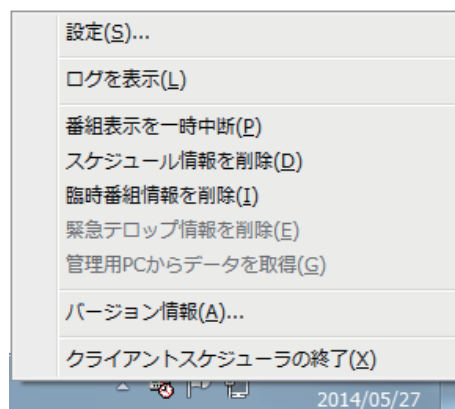 設定(S)...
ログを表示(L)
番組表示を一時中断(P)
スケジュール情報を削除(D)
臨時番組情報を削除(I)
緊急テロップ情報を削除(E)
管理用PCからデータを取得(G)
バージョン情報(A)...
クライアントスケジューラの終了(X)
2014/05/27